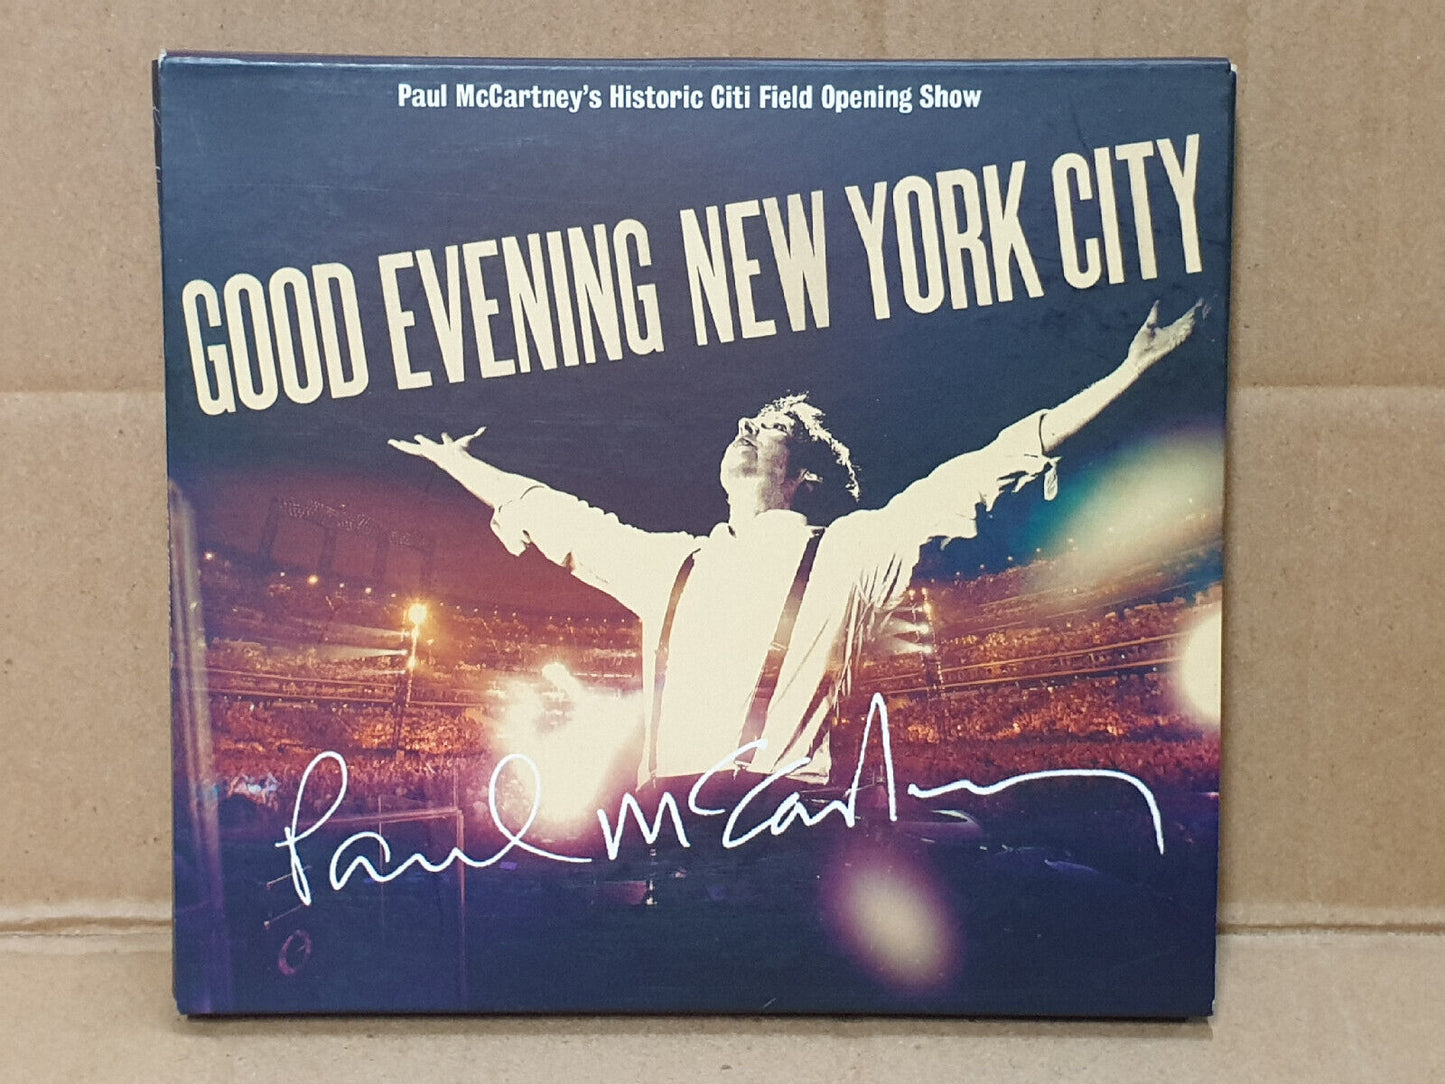 Paul McCartney's Historic Citi Field Opening Show
GOOD EVENING NEW YORK CITY
Paul McCartney